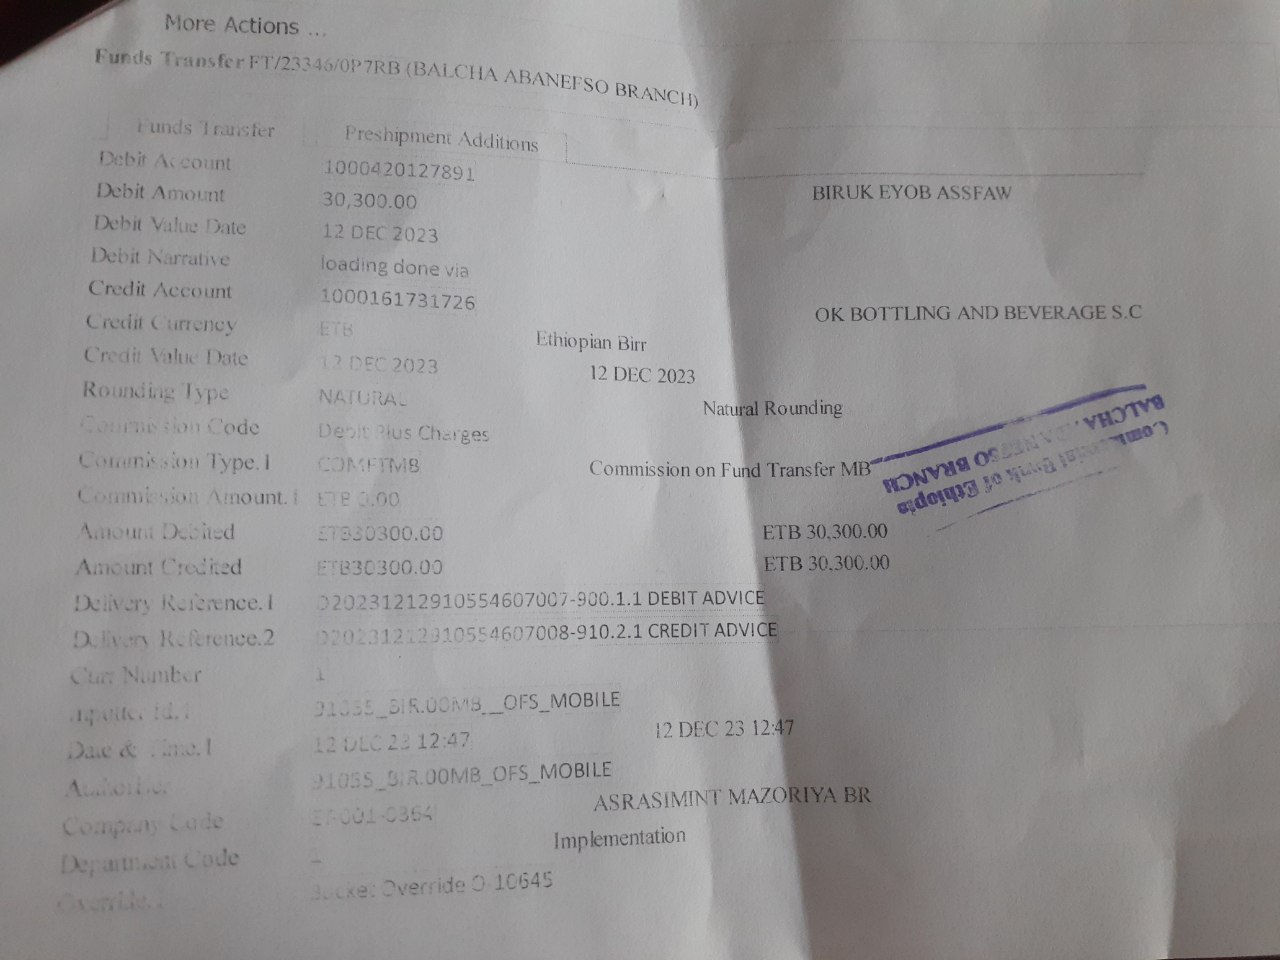 More Actions ...
Funds Transfer FT/23346/0P7RB (BALCHA ABANEFSO BRANCH)
Funds Transfer Preshipment Additions
Debit Account 1000420127891 BIRUK EYOB ASSFAW
Debit Amount 30,300.00
Debit Value Date 12 DEC 2023
Debit Narrative loading done via
Credit Account 1000161731726 OK BOTTLING AND BEVERAGE S.C
Credit Currency ETB Ethiopian Birr
Credit Value Date 12 DEC 2023 12 DEC 2023
Rounding Type NATURAL Natural Rounding
Commission Code Debit Plus Charges
Commission Type.1 COMFTMB Commission on Fund Transfer MB
Commission Amount.1 ETB 0.00
Amount Debited ETB30300.00 ETB 30,300.00
Amount Credited ETB30300.00 ETB 30,300.00
Delivery Reference.1 D20231212910554607007-900.1.1 DEBIT ADVICE
Delivery Reference.2 D20231212910554607008-910.2.1 CREDIT ADVICE
Curr Number 1
Inputter Id.1 91035_BIR.00MB__OFS_MOBILE
Date & Time.1 12 DEC 23 12:47 12 DEC 23 12:47
Authoriser 91035_BIR.00MB_OFS_MOBILE
Company Code ET001-0364 ASRASIMINT MAZORIYA BR
Department Code 1 Implementation
Override.1 Bucket Override O-10645
Commercial Bank of Ethiopia
BALCHA ABANEFSO BRANCH